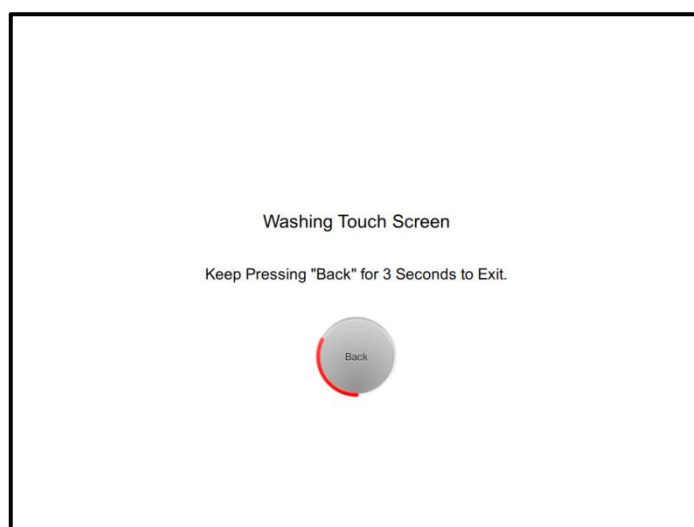 Washing Touch Screen
Keep Pressing "Back" for 3 Seconds to Exit.
Back